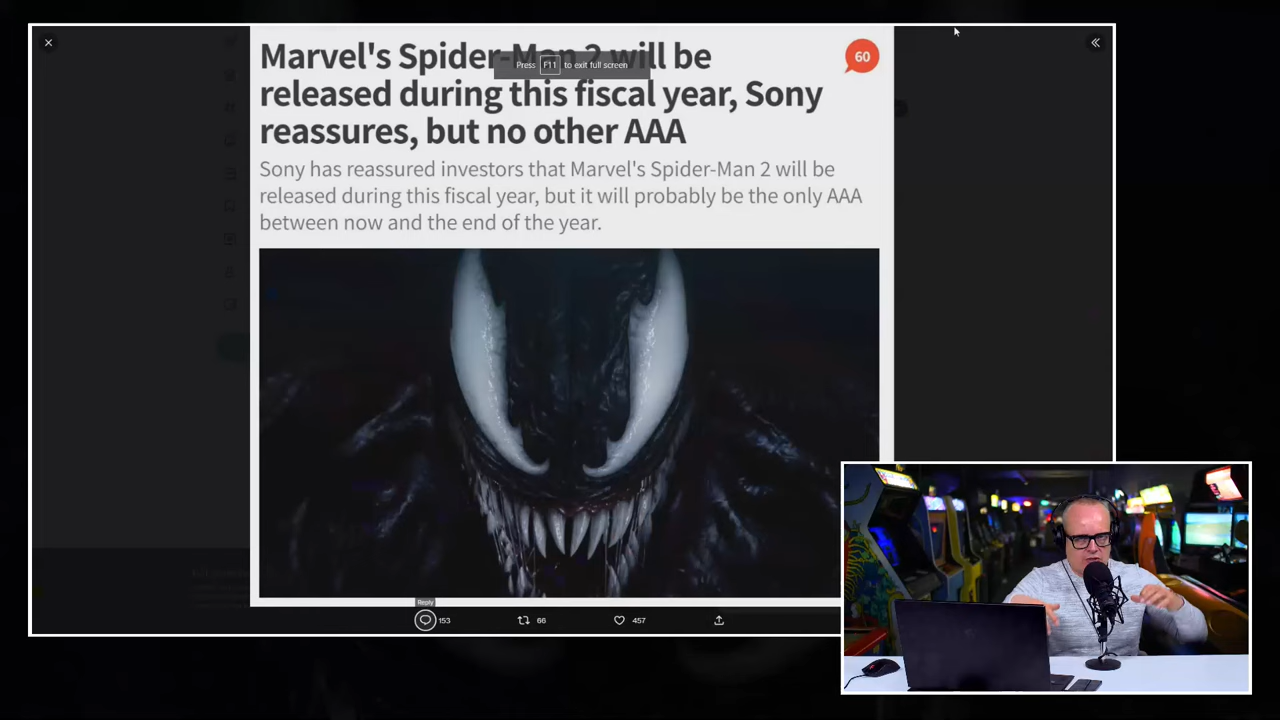 Marvel's Spider-Man 2 will be
released during this fiscal year, Sony
reassures, but no other AAA
60
Press F11 to exit full screen
Sony has reassured investors that Marvel's Spider-Man 2 will be
released during this fiscal year, but it will probably be the only AAA
between now and the end of the year.
Reply
153
66
457